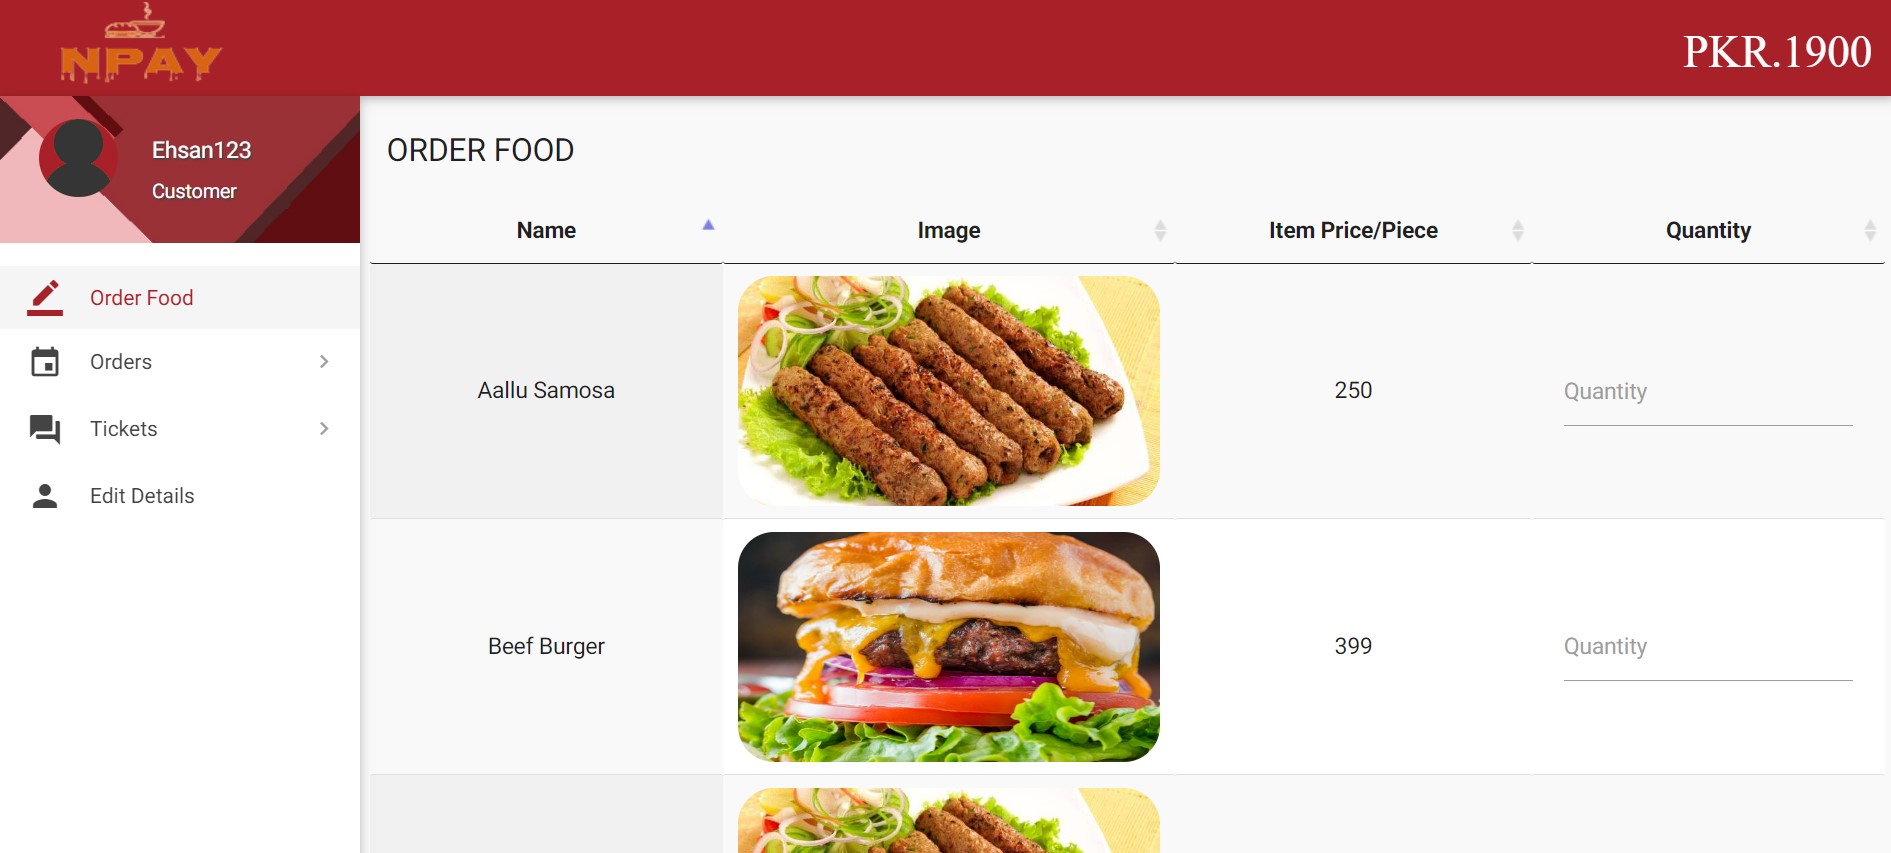 NPAY
PKR.1900
Ehsan123
Customer
Order Food
Orders
Tickets
Edit Details
ORDER FOOD
Name Image Item Price/Piece Quantity
Aallu Samosa 250 Quantity
Beef Burger 399 Quantity